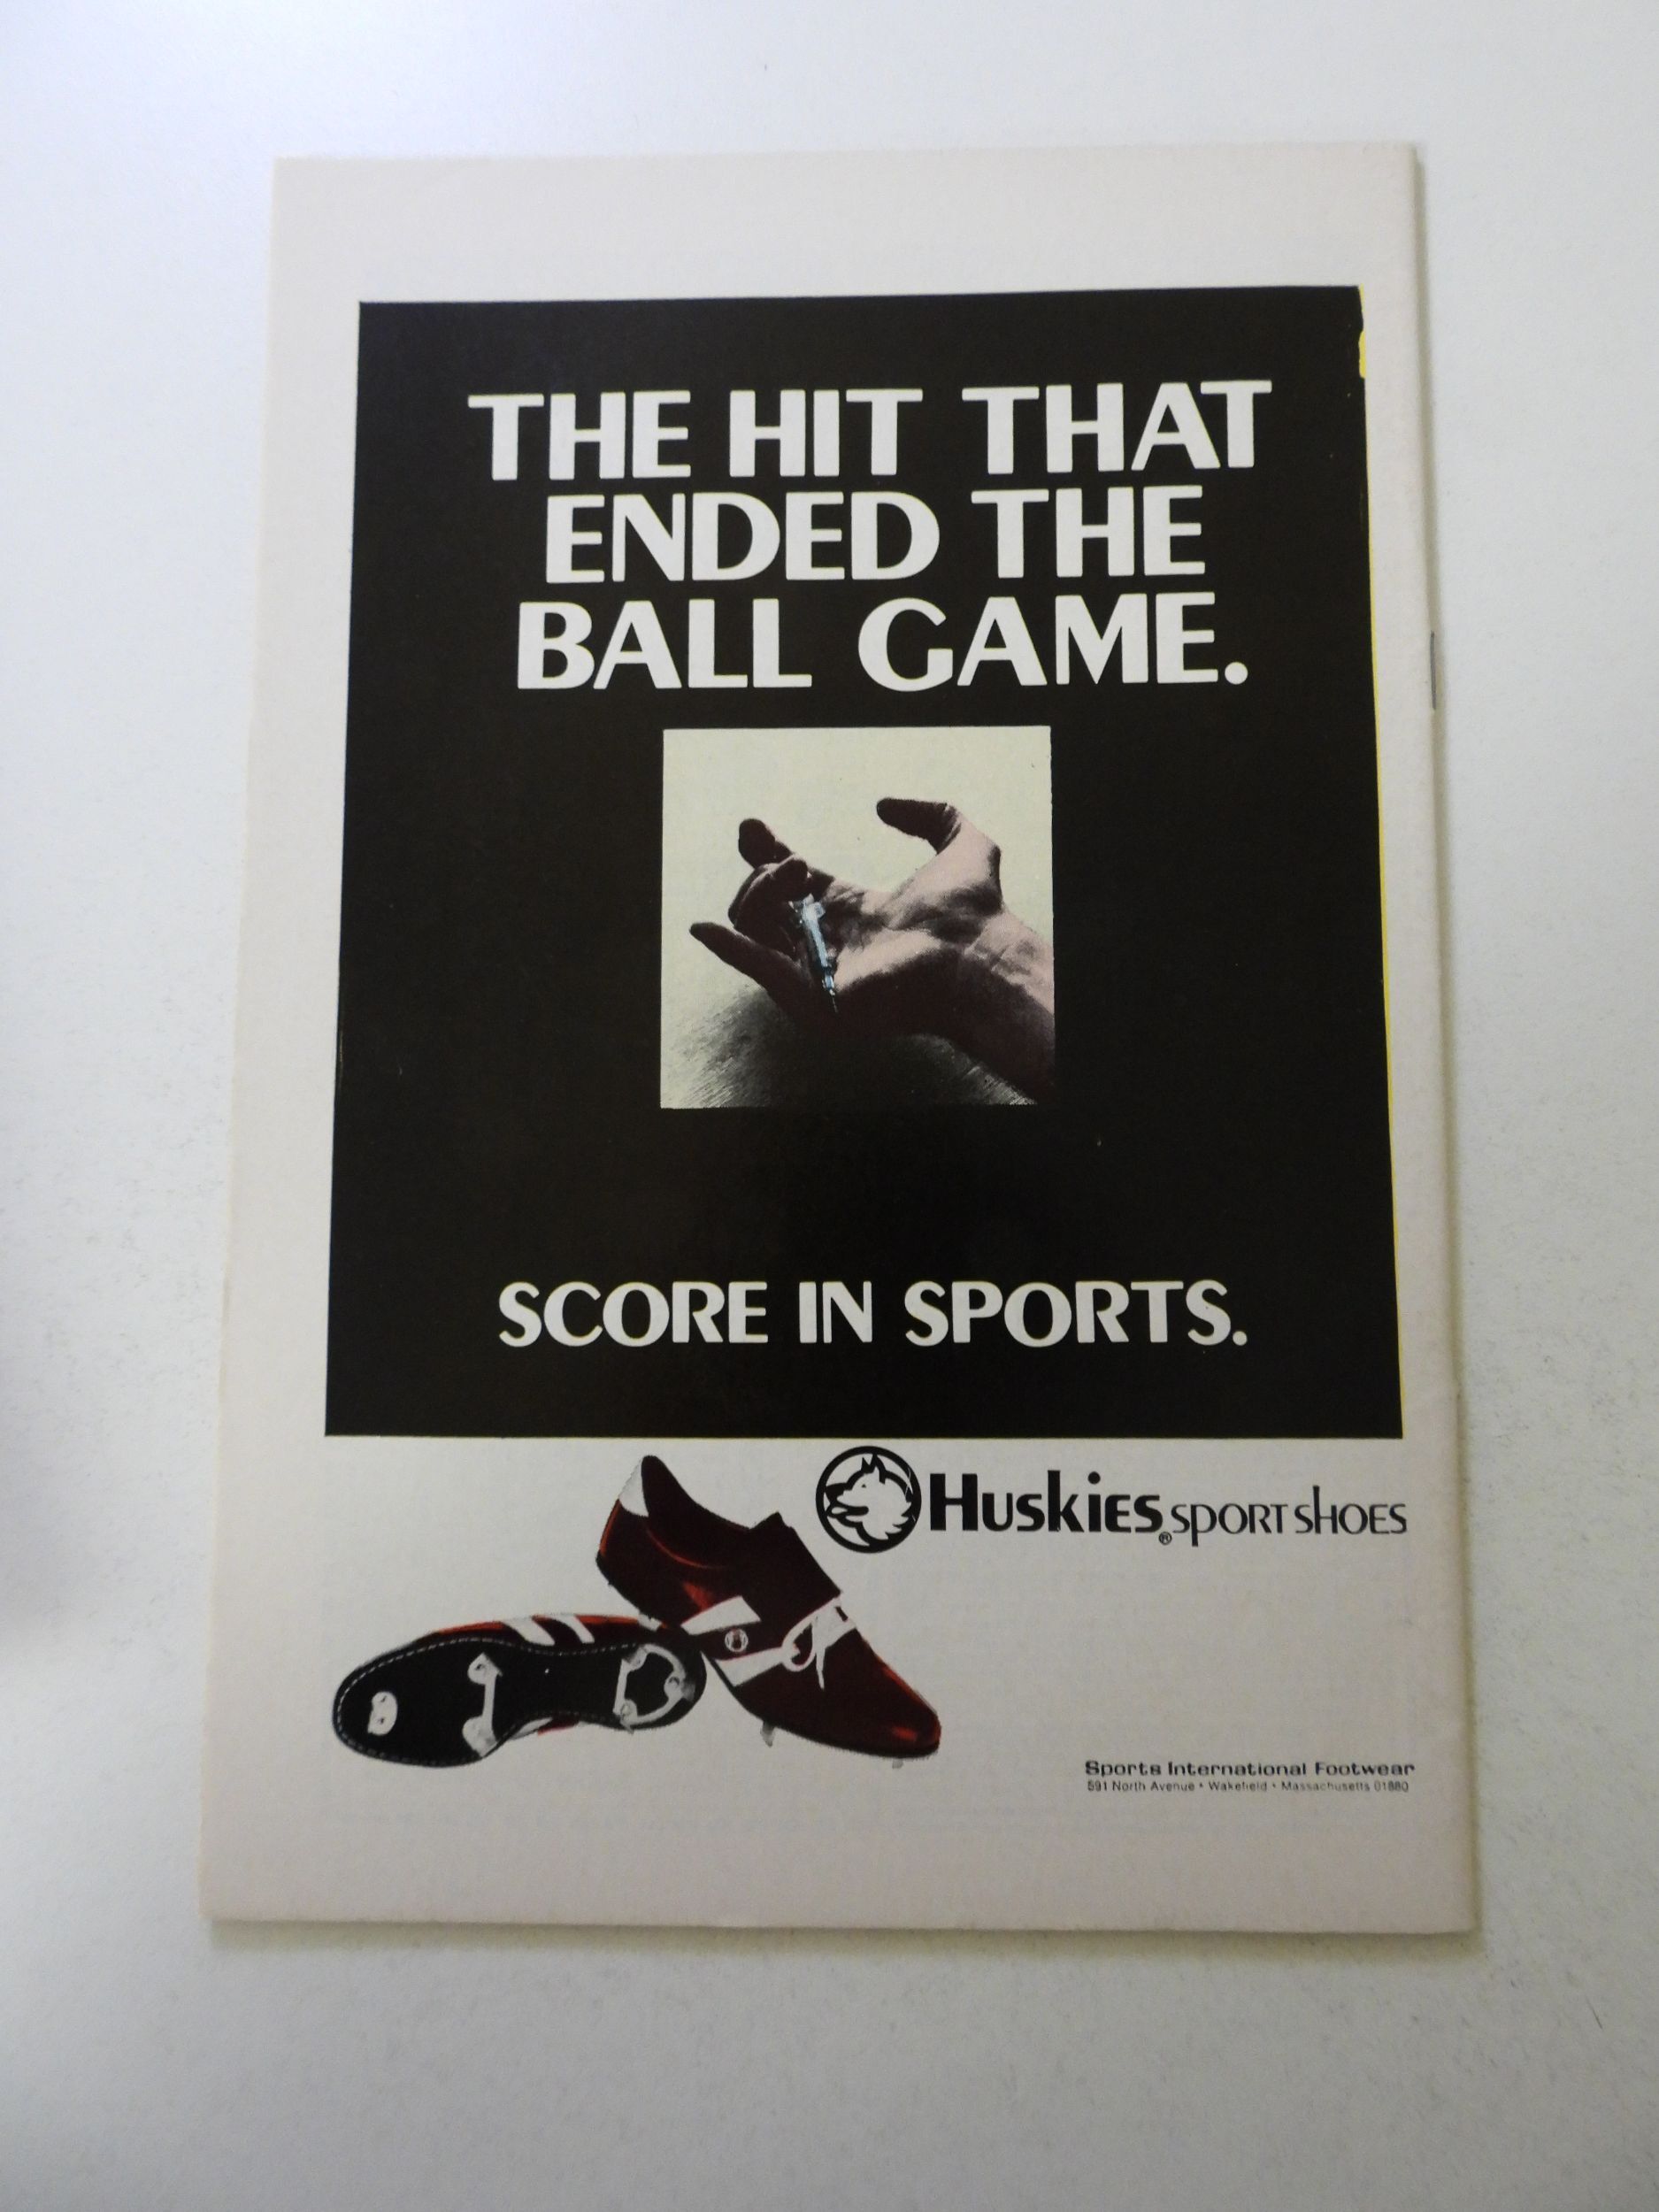 THE HIT THAT
ENDED THE
BALL GAME.
SCORE IN SPORTS.
Huskies® SPORT SHOES
Sports International Footwear
591 North Avenue • Wakefield • Massachusetts 01880